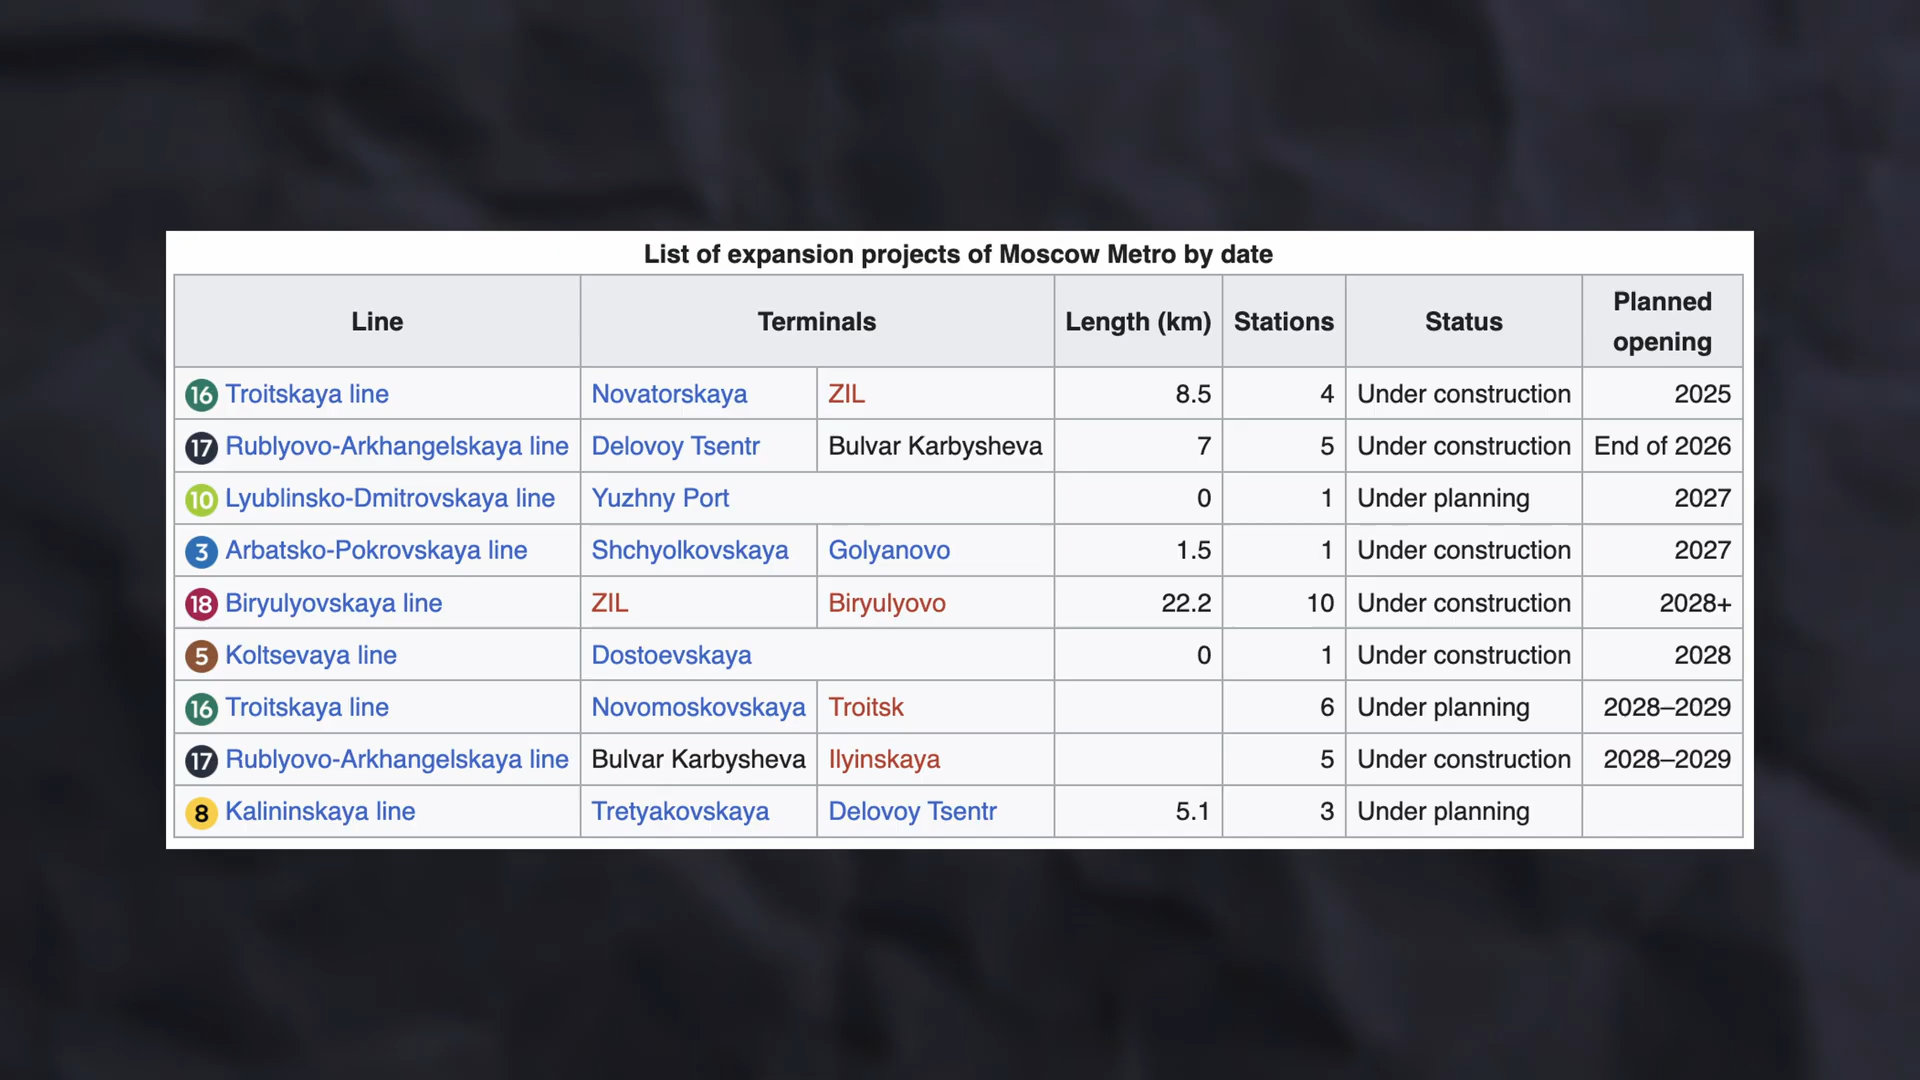 List of expansion projects of Moscow Metro by date
Line Terminals Length (km) Stations Status Planned opening
16 Troitskaya line Novatorskaya ZIL 8.5 4 Under construction 2025
17 Rublyovo-Arkhangelskaya line Delovoy Tsentr Bulvar Karbysheva 7 5 Under construction End of 2026
10 Lyublinsko-Dmitrovskaya line Yuzhny Port 0 1 Under planning 2027
3 Arbatsko-Pokrovskaya line Shchyolkovskaya Golyanovo 1.5 1 Under construction 2027
18 Biryulyovskaya line ZIL Biryulyovo 22.2 10 Under construction 2028+
5 Koltsevaya line Dostoevskaya 0 1 Under construction 2028
16 Troitskaya line Novomoskovskaya Troitsk 6 Under planning 2028–2029
17 Rublyovo-Arkhangelskaya line Bulvar Karbysheva Ilyinskaya 5 Under construction 2028–2029
8 Kalininskaya line Tretyakovskaya Delovoy Tsentr 5.1 3 Under planning